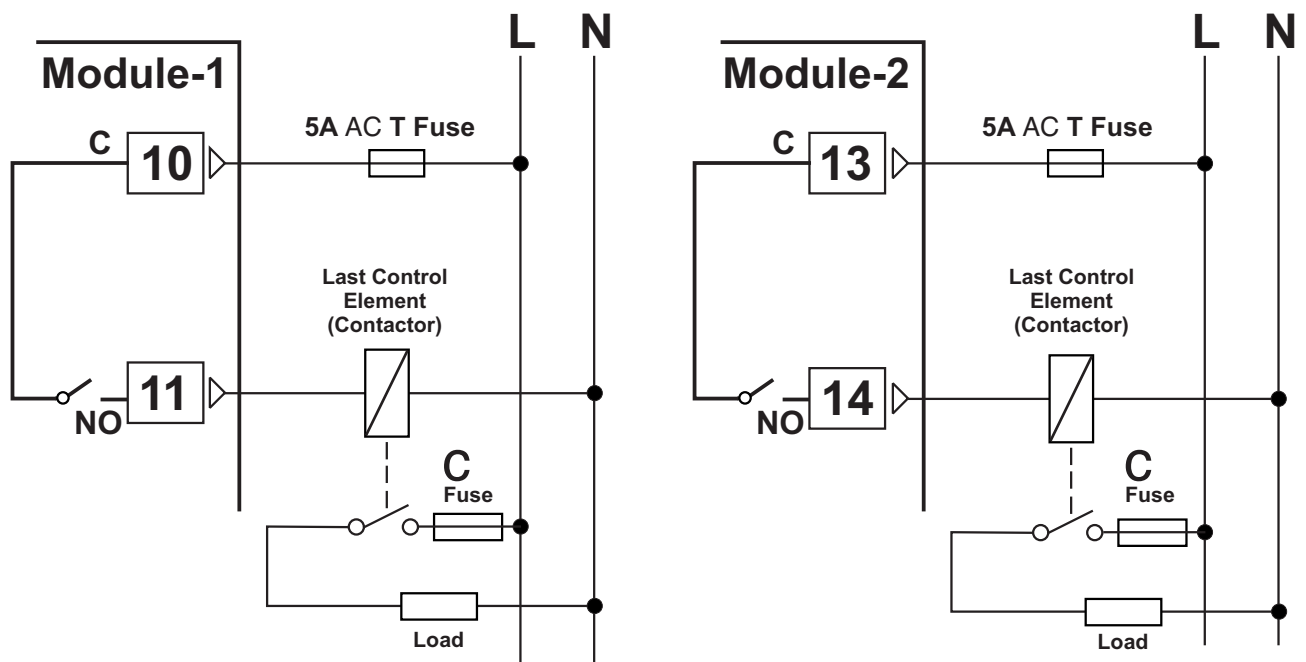 L N
Module-1
5A AC T Fuse
C
10
Last Control
Element
(Contactor)
11
NO
C
Fuse
Load
L N
Module-2
5A AC T Fuse
C
13
Last Control
Element
(Contactor)
14
NO
C
Fuse
Load